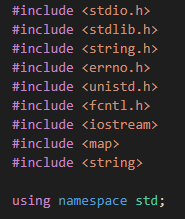 #include <stdio.h>
#include <stdlib.h>
#include <string.h>
#include <errno.h>
#include <unistd.h>
#include <fcntl.h>
#include <iostream>
#include <map>
#include <string>
using namespace std;